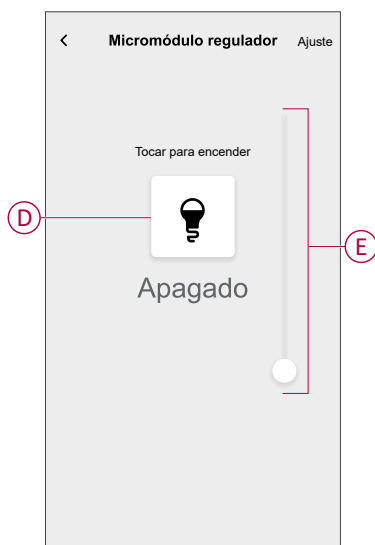 Micromódulo regulador Ajuste
Tocar para encender
D
E
Apagado